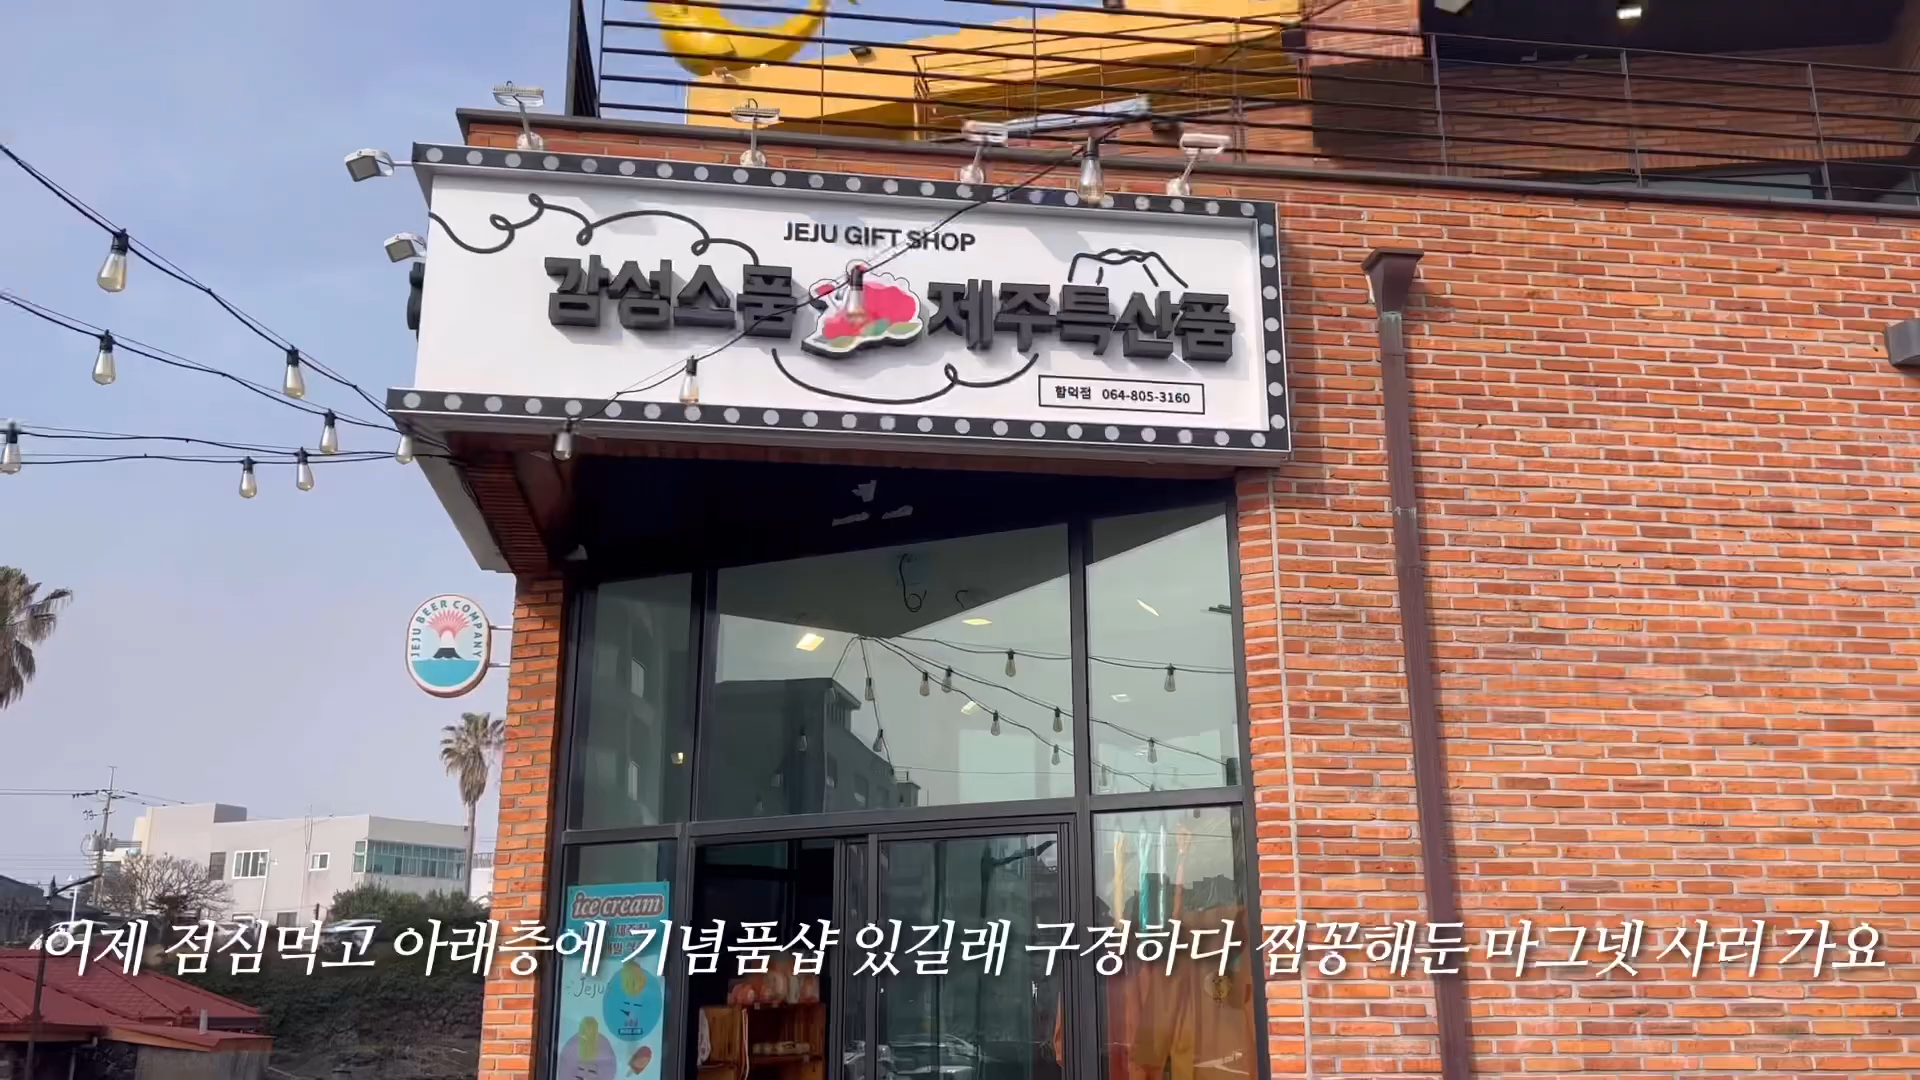 JEJU GIFT SHOP
감성소품 제주특산품
함덕점 064-805-3160
JEJU BEER COMPANY
ice cream
Jeju
"어제 점심먹고 아래층에 기념품샵 있길래 구경하다 찜꽁해둔 마그넷 사러 가요